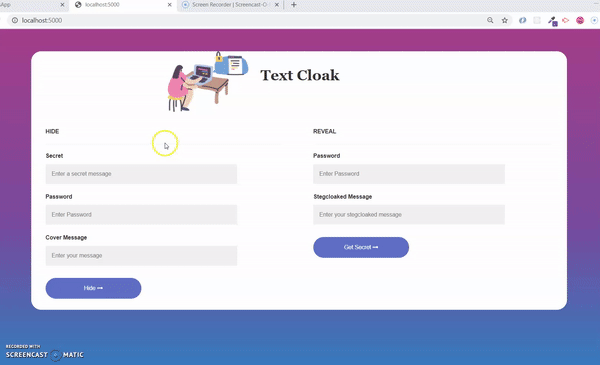 App
localhost:5000
Screen Recorder | Screencast-O-
localhost:5000
Text Cloak
HIDE
Secret
Enter a secret message
Password
Enter Password
Cover Message
Enter your message
Hide
REVEAL
Password
Enter Password
Stegcloaked Message
Enter your stegcloaked message
Get Secret
RECORDED WITH
SCREENCAST MATIC